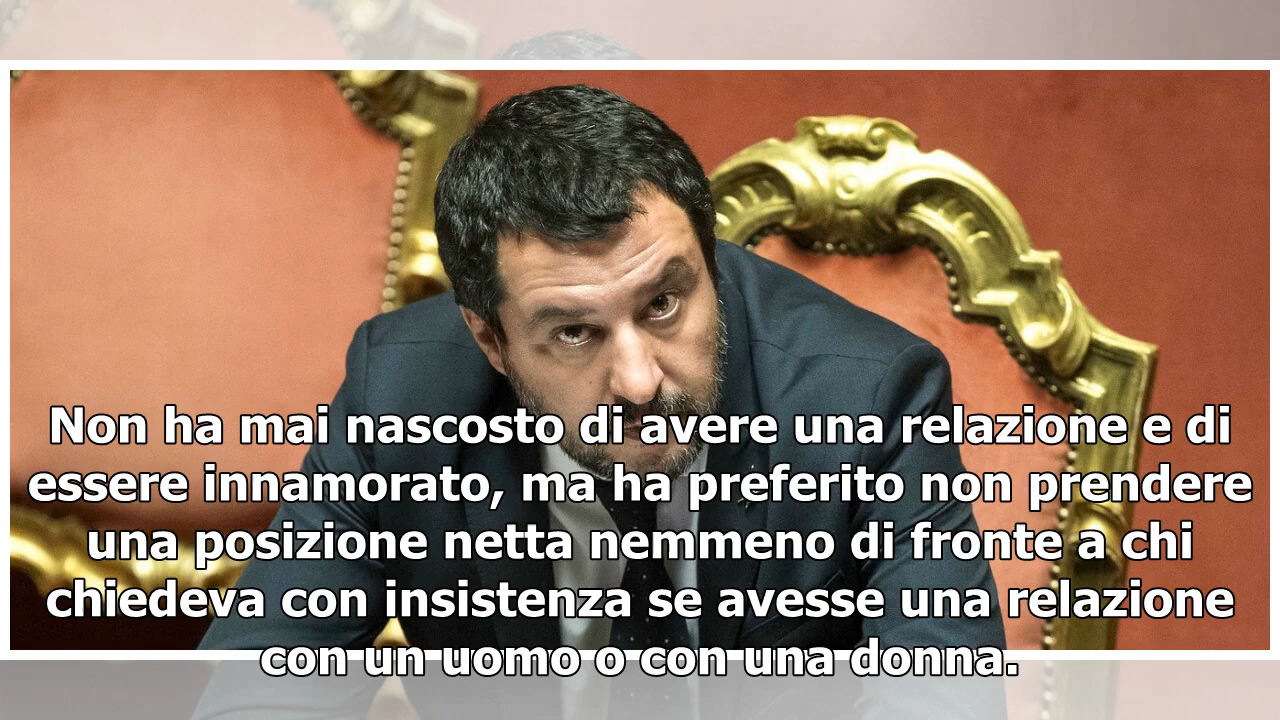 Non ha mai nascosto di avere una relazione e di
essere innamorato, ma ha preferito non prendere
una posizione netta nemmeno di fronte a chi
chiedeva con insistenza se avesse una relazione
con un uomo o con una donna.